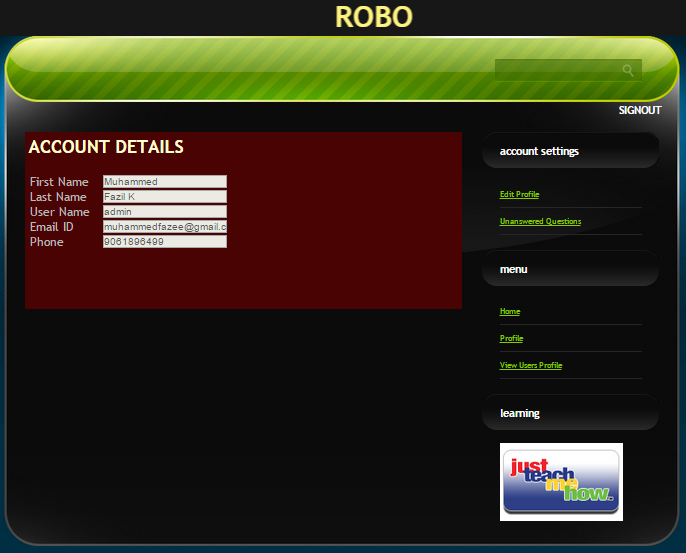 ROBO
SIGNOUT
ACCOUNT DETAILS
First Name Muhammed
Last Name Fazil K
User Name admin
Email ID muhammedfazee@gmail.c
Phone 9061896499
account settings
Edit Profile
Unanswered Questions
menu
Home
Profile
View Users Profile
learning
just
teach
me
how.